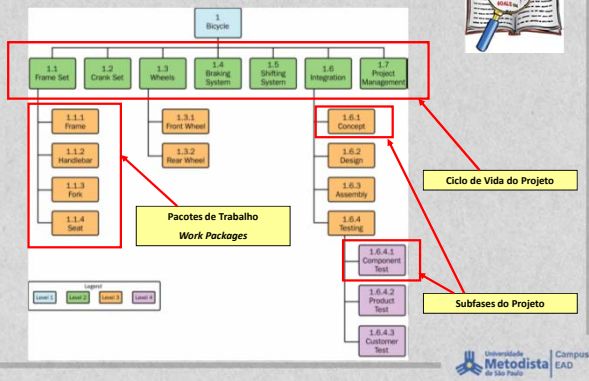 GOALS
1
Bicycle
1.1
Frame Set
1.2
Crank Set
1.3
Wheels
1.4
Braking
System
1.5
Shifting
System
1.6
Integration
1.7
Project
Management
1.1.1
Frame
1.1.2
Handlebar
1.1.3
Fork
1.1.4
Seat
1.3.1
Front Wheel
1.3.2
Rear Wheel
1.6.1
Concept
1.6.2
Design
1.6.3
Assembly
1.6.4
Testing
1.6.4.1
Component
Test
1.6.4.2
Product
Test
1.6.4.3
Customer
Test
Ciclo de Vida do Projeto
Pacotes de Trabalho
Work Packages
Subfases do Projeto
Legend
Level 1
Level 2
Level 3
Level 4
Universidade
Metodista
de São Paulo
Campus
EAD